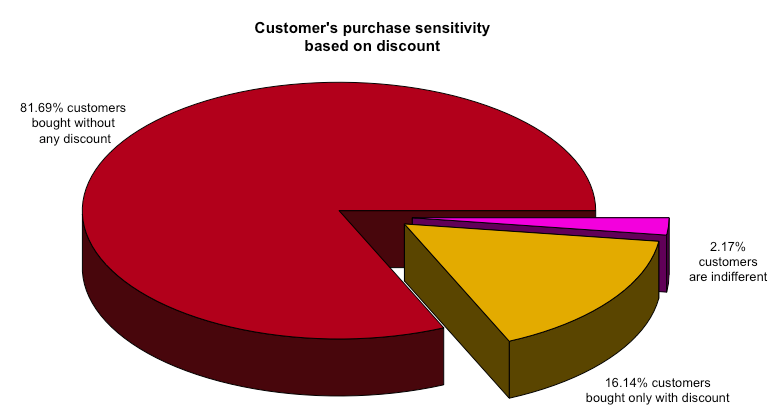 Customer's purchase sensitivity
based on discount
81.69% customers
bought without
any discount
2.17%
customers
are indifferent
16.14% customers
bought only with discount